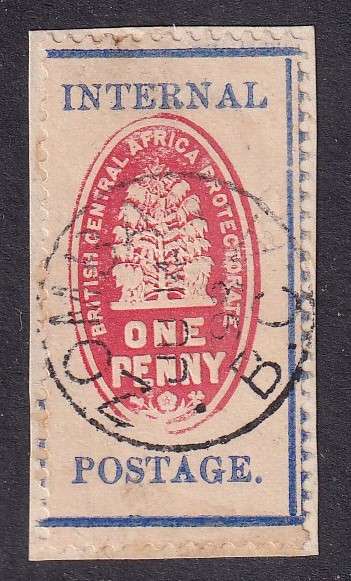 INTERNAL
BRITISH CENTRAL AFRICA PROTECTORATE
ONE
PENNY
POSTAGE.
B.C.